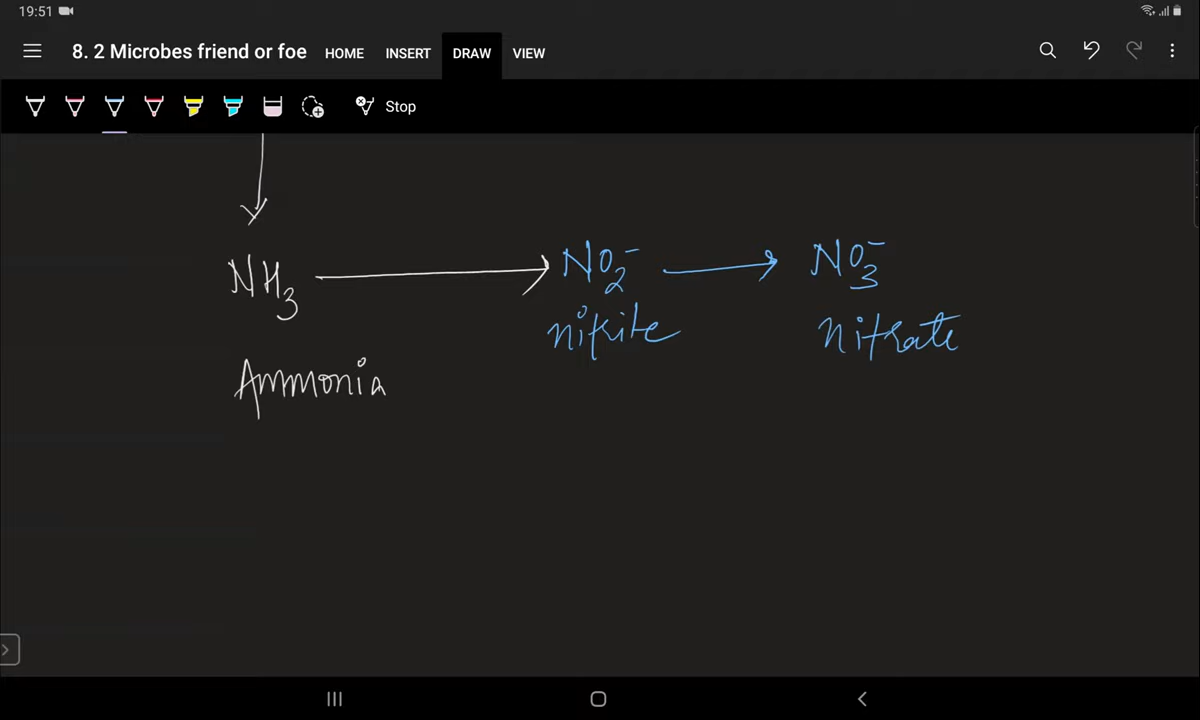 19:51
8. 2 Microbes friend or foe HOME INSERT DRAW VIEW
Stop
NH3 NO2- NO3-
nitrite nitrate
Ammonia